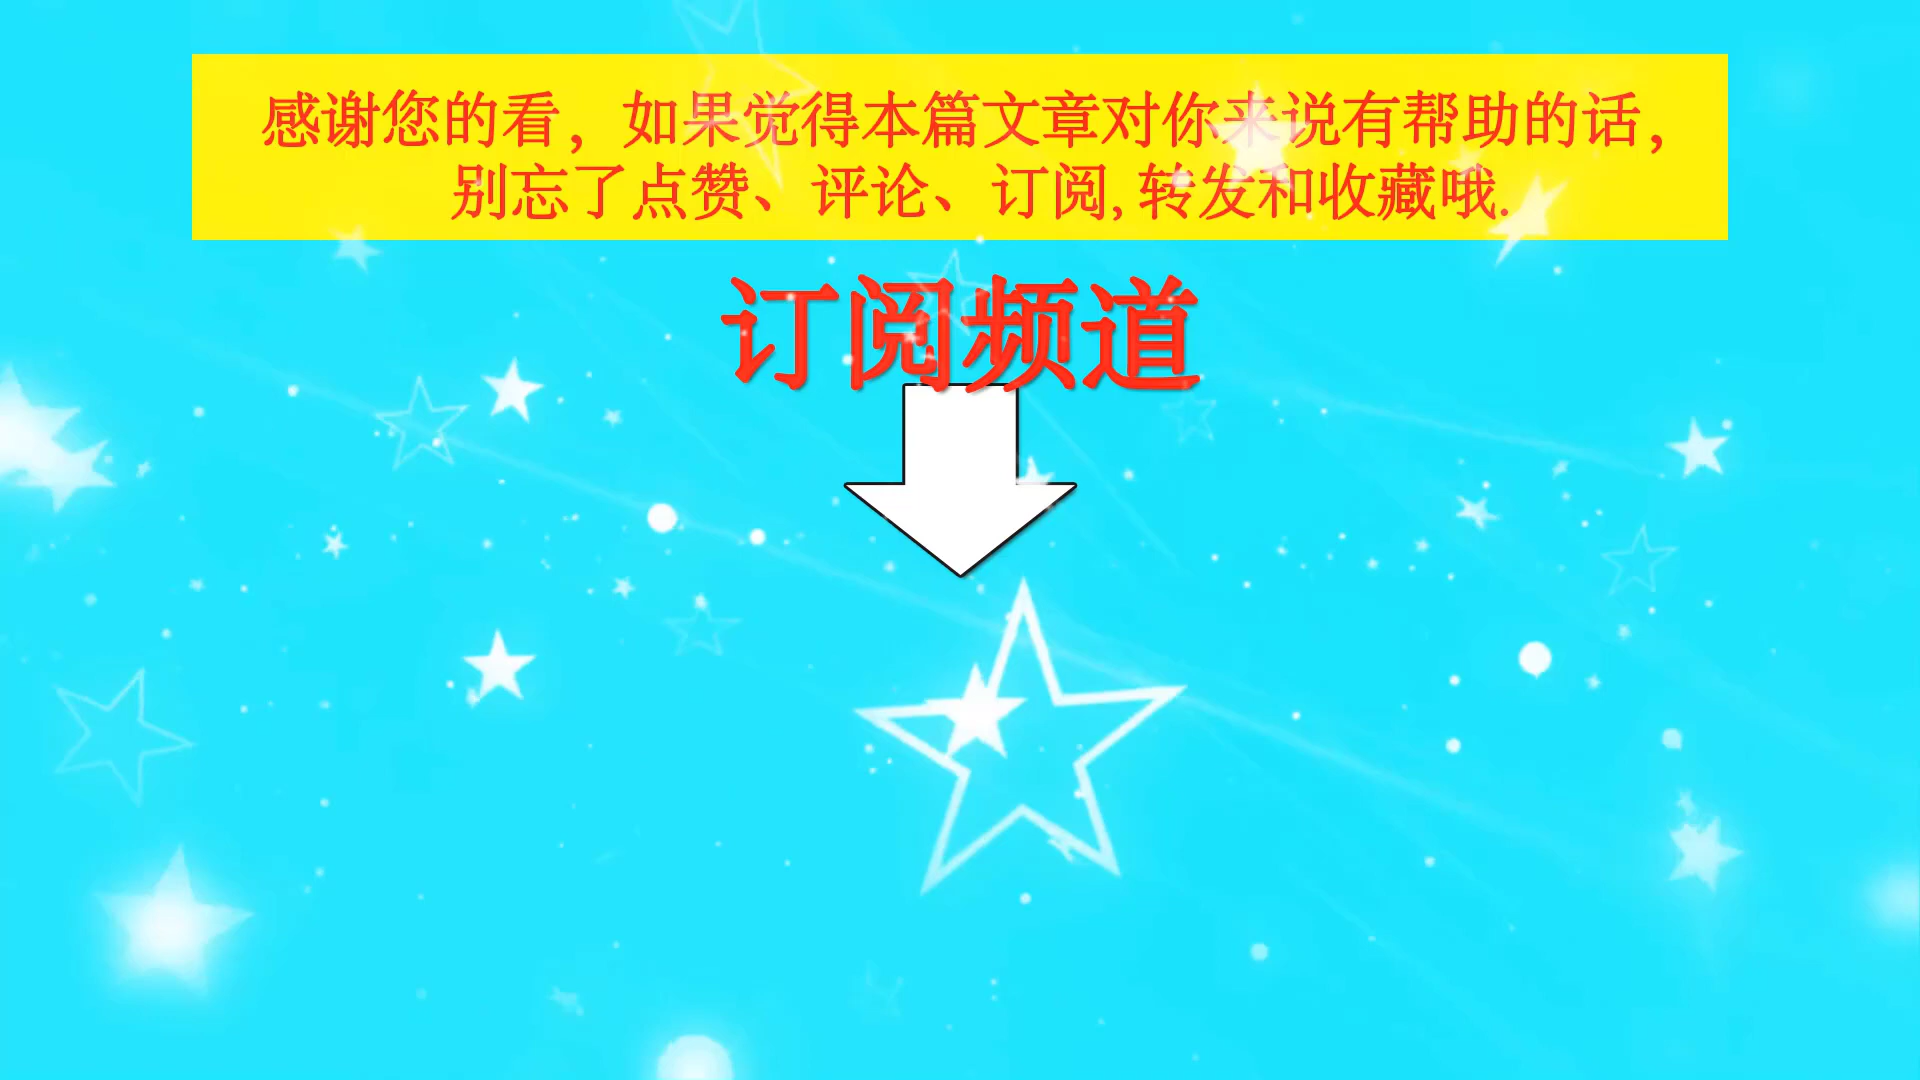 感谢您的看，如果觉得本篇文章对你来说有帮助的话，
别忘了点赞、评论、订阅,转发和收藏哦.
订阅频道